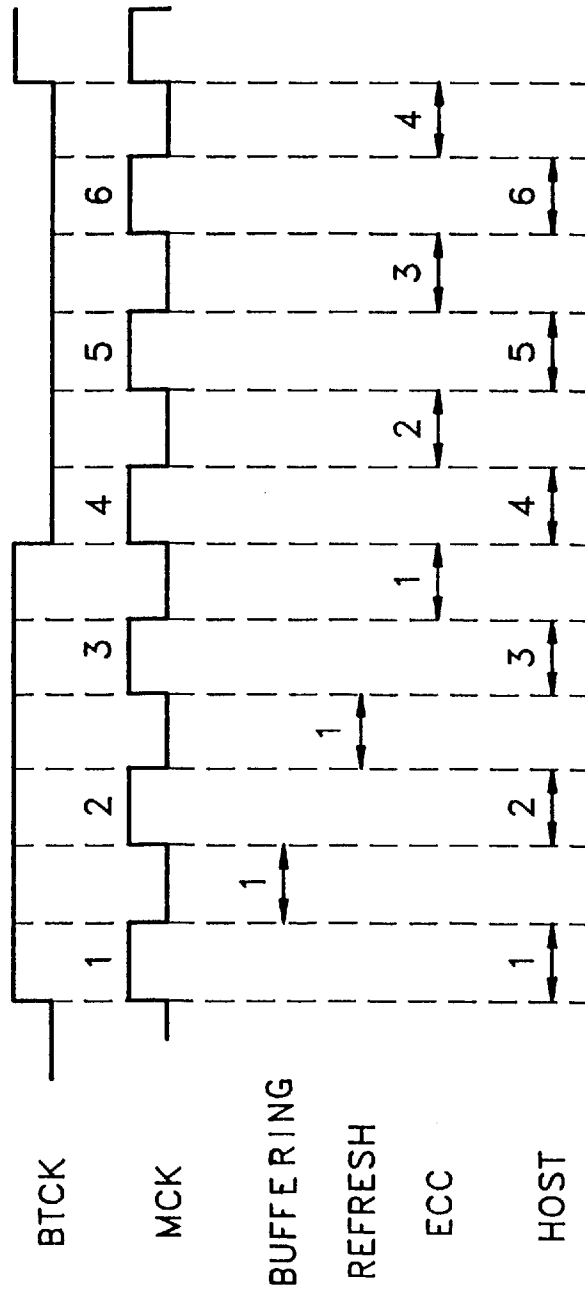 BTCK
MCK 1 2 3 4 5 6
BUFFERING 1
REFRESH 1
ECC 1 2 3 4
HOST 1 2 3 4 5 6